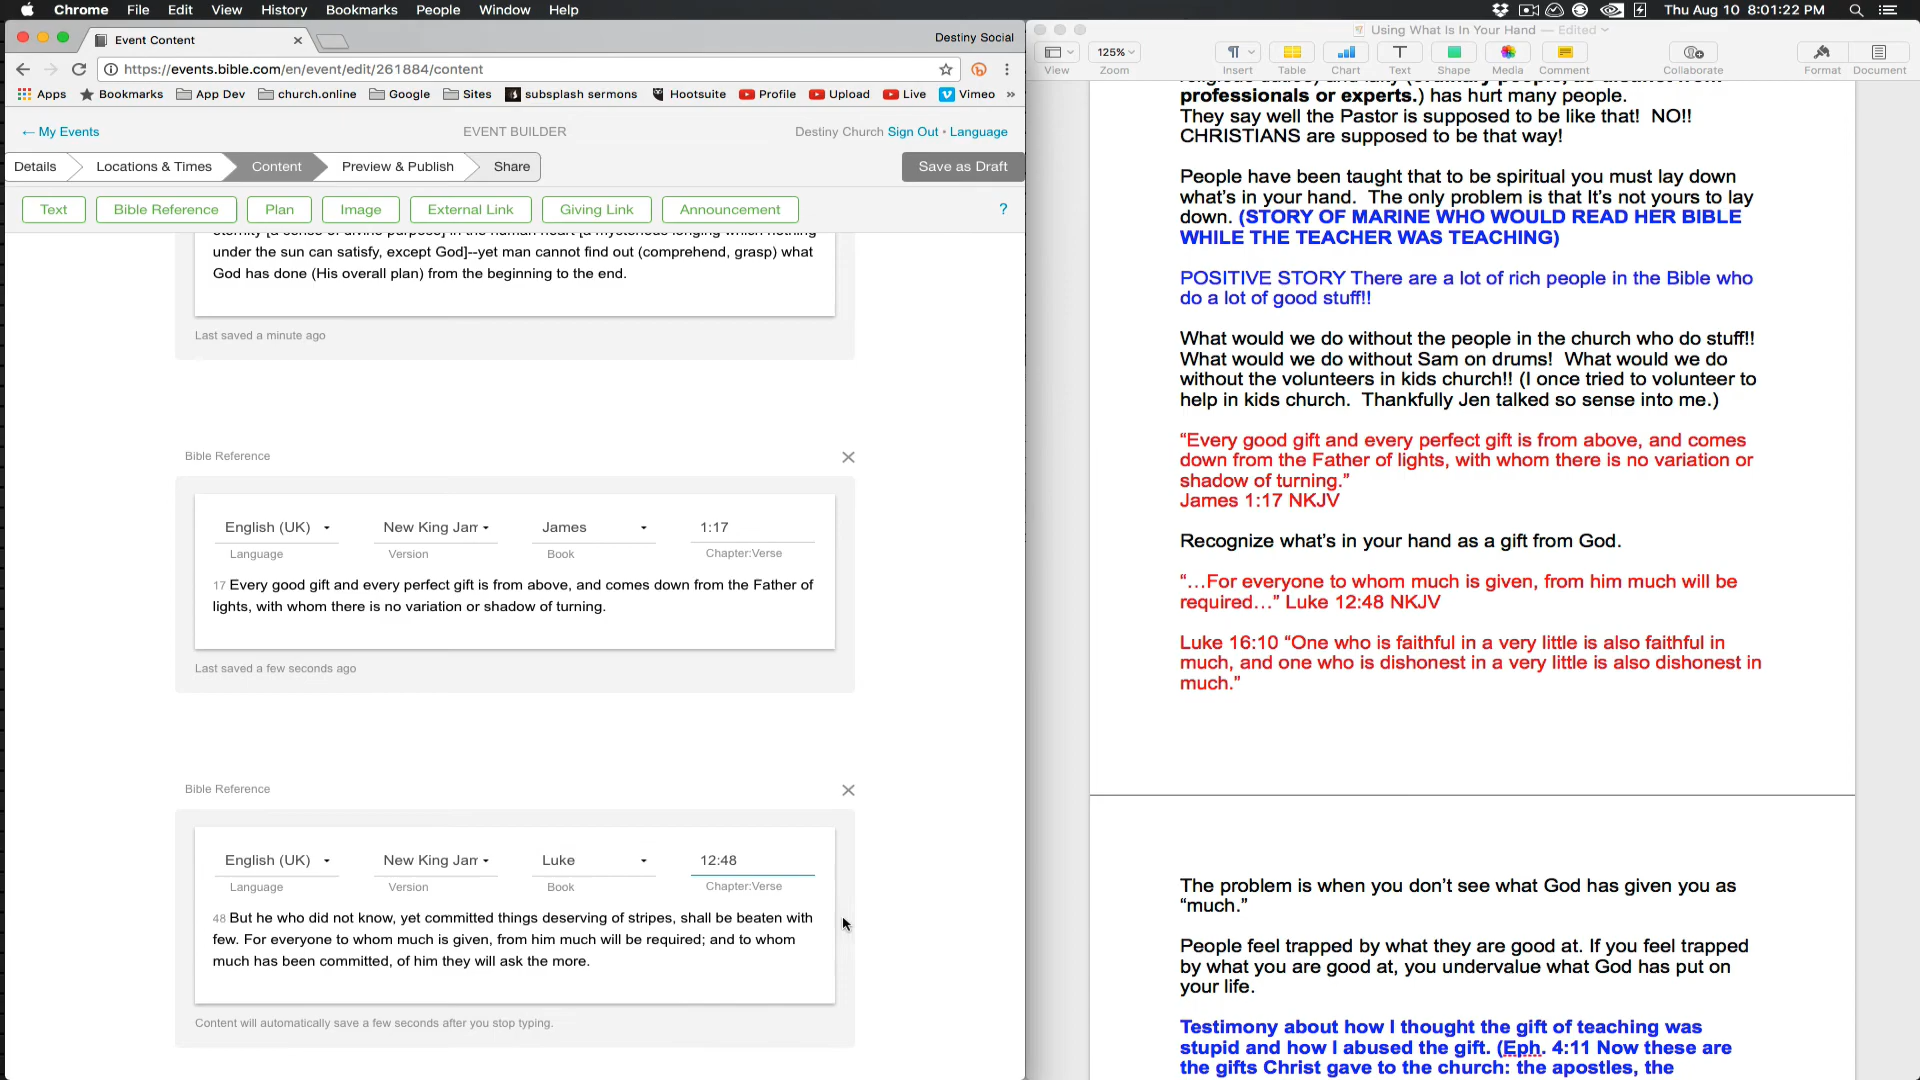 Chrome File Edit View History Bookmarks People Window Help
Thu Aug 10 8:01:22 PM
Event Content
Destiny Social
https://events.bible.com/en/event/edit/261884/content
Apps Bookmarks App Dev church.online Google Sites subsplash sermons Hootsuite Profile Upload Live Vimeo »
← My Events
EVENT BUILDER
Destiny Church Sign Out • Language
Details Locations & Times Content Preview & Publish Share
Save as Draft
Text Bible Reference Plan Image External Link Giving Link Announcement ?
under the sun can satisfy, except God]--yet man cannot find out (comprehend, grasp) what
God has done (His overall plan) from the beginning to the end.
Last saved a minute ago
Bible Reference
English (UK) New King Jam James 1:17
Language Version Book Chapter:Verse
17 Every good gift and every perfect gift is from above, and comes down from the Father of
lights, with whom there is no variation or shadow of turning.
Last saved a few seconds ago
Bible Reference
English (UK) New King Jam Luke 12:48
Language Version Book Chapter:Verse
48 But he who did not know, yet committed things deserving of stripes, shall be beaten with
few. For everyone to whom much is given, from him much will be required; and to whom
much has been committed, of him they will ask the more.
Content will automatically save a few seconds after you stop typing.
Using What Is In Your Hand — Edited
125%
View Zoom Insert Table Chart Text Shape Media Comment Collaborate Format Document
professionals or experts.) has hurt many people.
They say well the Pastor is supposed to be like that! NO!!
CHRISTIANS are supposed to be that way!
People have been taught that to be spiritual you must lay down
what's in your hand. The only problem is that It's not yours to lay
down. (STORY OF MARINE WHO WOULD READ HER BIBLE
WHILE THE TEACHER WAS TEACHING)
POSITIVE STORY There are a lot of rich people in the Bible who
do a lot of good stuff!!
What would we do without the people in the church who do stuff!!
What would we do without Sam on drums! What would we do
without the volunteers in kids church!! (I once tried to volunteer to
help in kids church. Thankfully Jen talked so sense into me.)
“Every good gift and every perfect gift is from above, and comes
down from the Father of lights, with whom there is no variation or
shadow of turning.”
James 1:17 NKJV
Recognize what's in your hand as a gift from God.
“…For everyone to whom much is given, from him much will be
required…” Luke 12:48 NKJV
Luke 16:10 “One who is faithful in a very little is also faithful in
much, and one who is dishonest in a very little is also dishonest in
much.”
The problem is when you don't see what God has given you as
“much.”
People feel trapped by what they are good at. If you feel trapped
by what you are good at, you undervalue what God has put on
your life.
Testimony about how I thought the gift of teaching was
stupid and how I abused the gift. (Eph. 4:11 Now these are
the gifts Christ gave to the church: the apostles, the